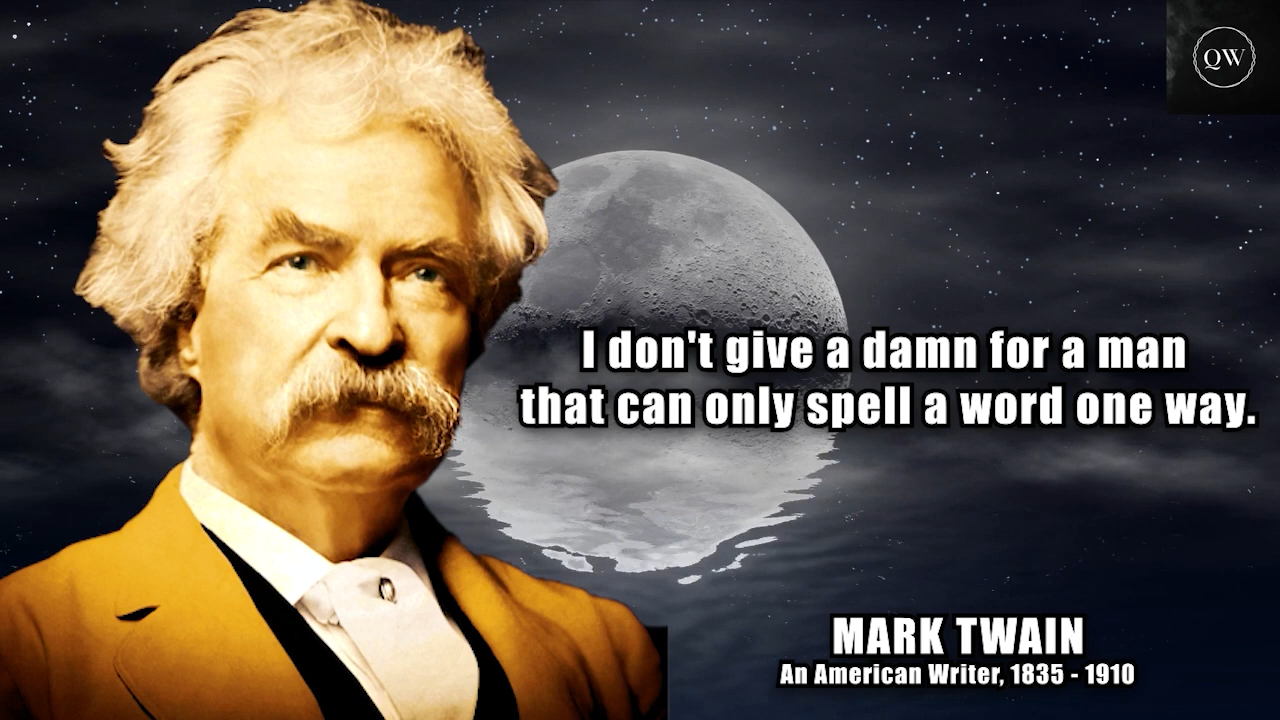 QW
I don't give a damn for a man
that can only spell a word one way.
MARK TWAIN
An American Writer, 1835 - 1910